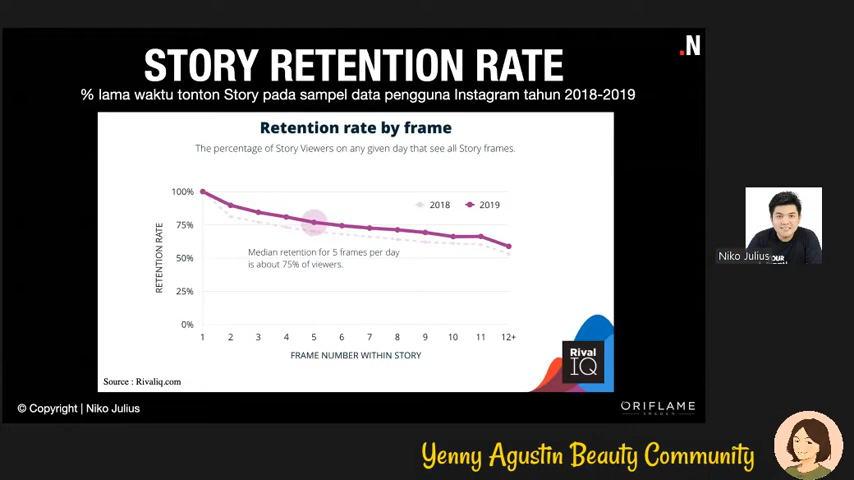 .N
STORY RETENTION RATE
% lama waktu tonton Story pada sampel data pengguna Instagram tahun 2018-2019
Retention rate by frame
The percentage of Story Viewers on any given day that see all Story frames.
2018 2019
100%
75%
50%
25%
0%
RETENTION RATE
Median retention for 5 frames per day
is about 75% of viewers.
1 2 3 4 5 6 7 8 9 10 11 12+
FRAME NUMBER WITHIN STORY
Rival
IQ
Source : Rivaliq.com
© Copyright | Niko Julius
ORIFLAME
SWEDEN
Niko Julius
Yenny Agustin Beauty Community